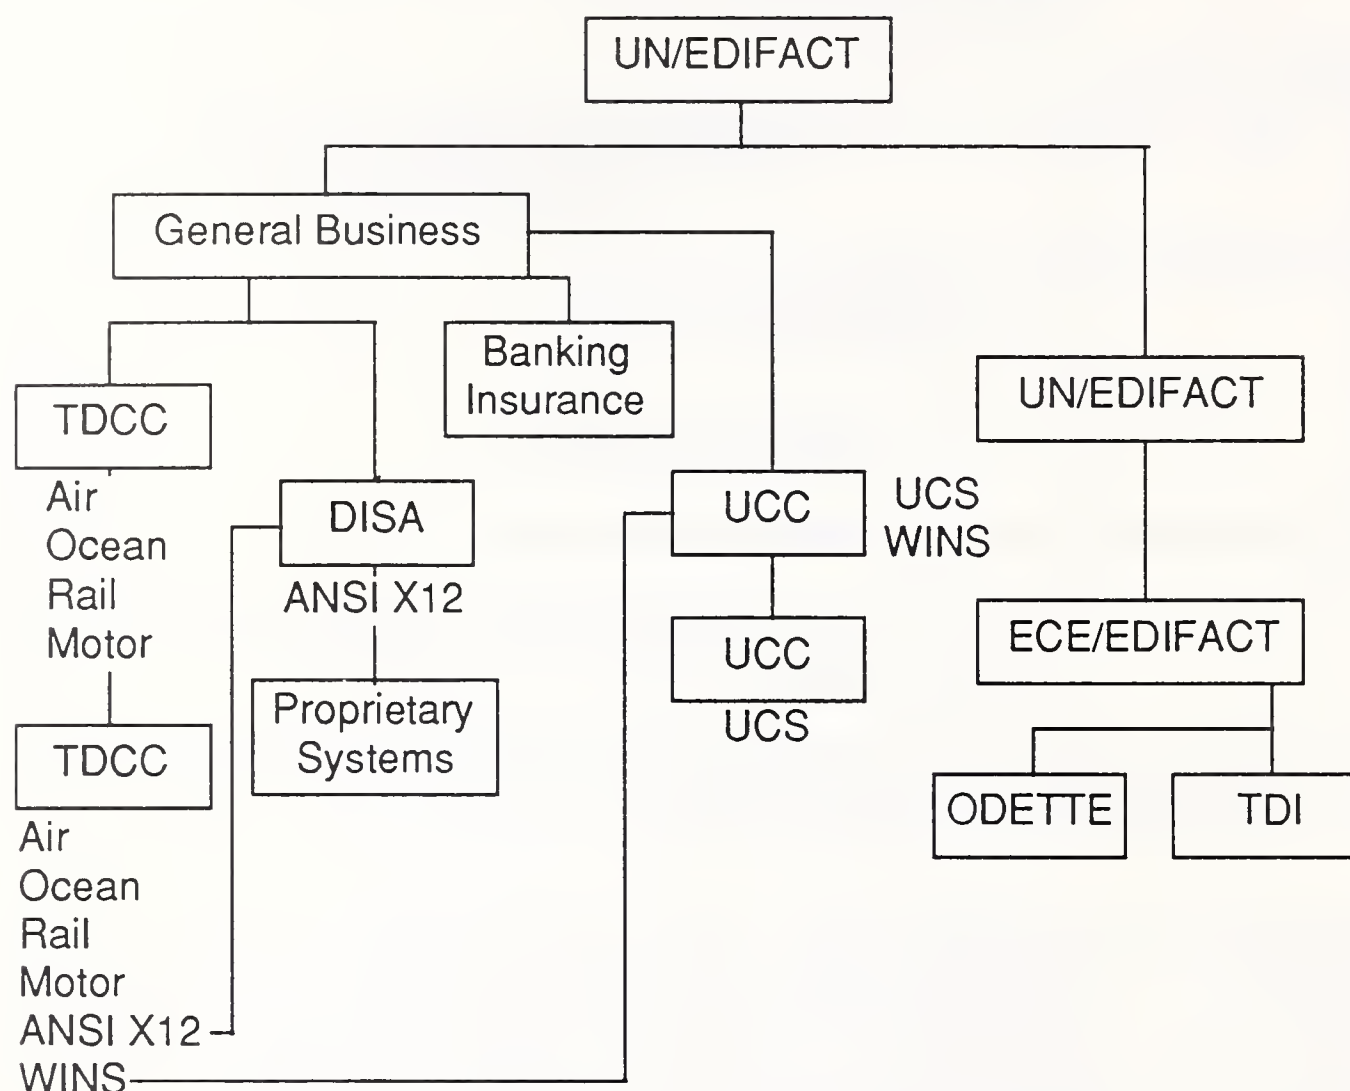 UN/EDIFACT
General Business
Banking
Insurance
UN/EDIFACT
TDCC
Air
Ocean
Rail
Motor
DISA
ANSI X12
UCC
UCS
WINS
ECE/EDIFACT
UCC
UCS
Proprietary
Systems
TDCC
Air
Ocean
Rail
Motor
ANSI X12
WINS
ODETTE
TDI